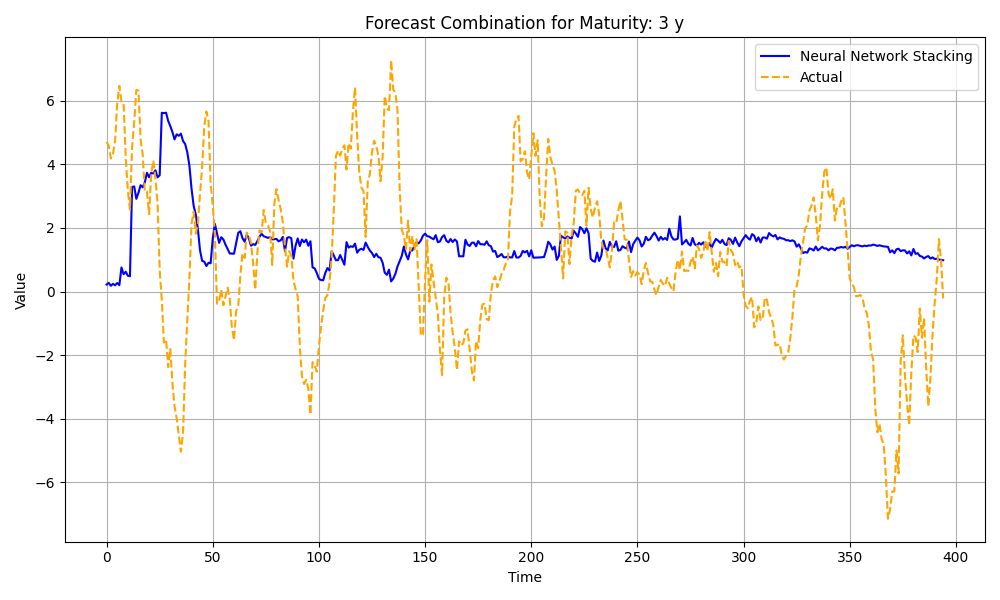 Forecast Combination for Maturity: 3 y
Neural Network Stacking
Actual
Value
6
4
2
0
−2
−4
−6
0 50 100 150 200 250 300 350 400
Time